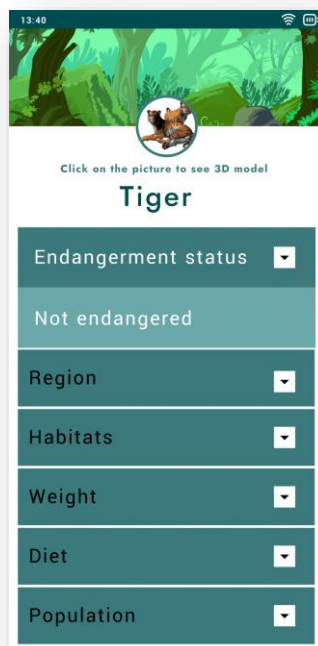 13:40
Click on the picture to see 3D model
Tiger
Endangerment status
Not endangered
Region
Habitats
Weight
Diet
Population